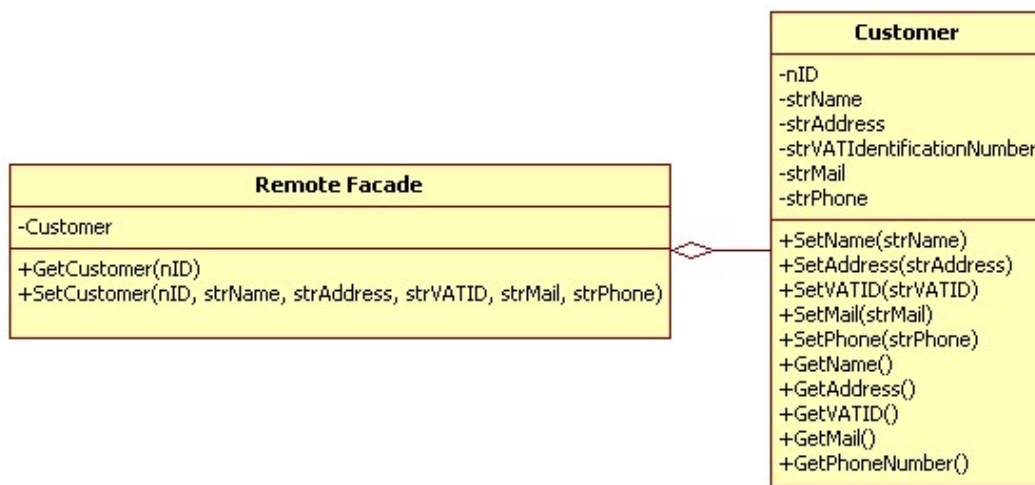 Remote Facade
-Customer
+GetCustomer(nID)
+SetCustomer(nID, strName, strAddress, strVATID, strMail, strPhone)
Customer
-nID
-strName
-strAddress
-strVATIdentificationNumber
-strMail
-strPhone
+SetName(strName)
+SetAddress(strAddress)
+SetVATID(strVATID)
+SetMail(strMail)
+SetPhone(strPhone)
+GetName()
+GetAddress()
+GetVATID()
+GetMail()
+GetPhoneNumber()